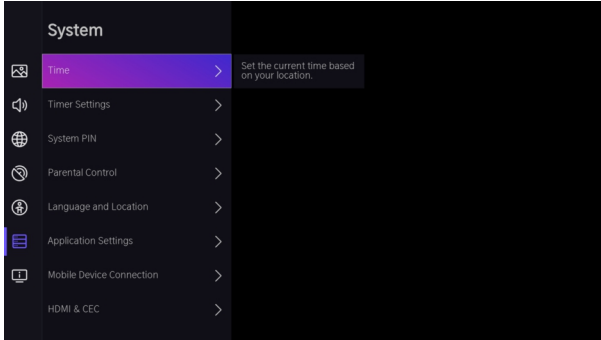 System
Time
Set the current time based
on your location.
Timer Settings
System PIN
Parental Control
Language and Location
Application Settings
Mobile Device Connection
HDMI & CEC